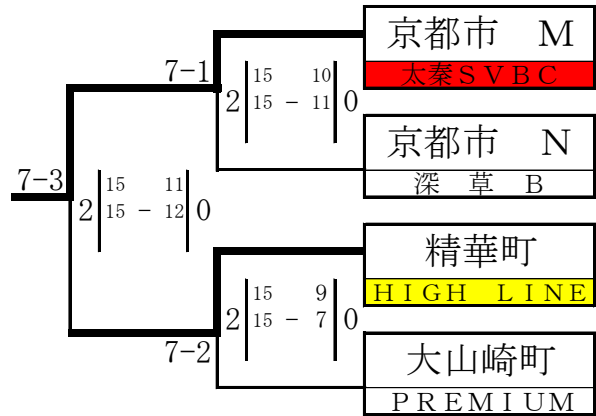 京都市 M
太秦SVBC
7-1
2 15 10 0
15 - 11
京都市 N
深 草 B
7-3
2 15 11 0
15 - 12
精華町
HIGH LINE
2 15 9 0
15 - 7
7-2
大山崎町
PREMIUM